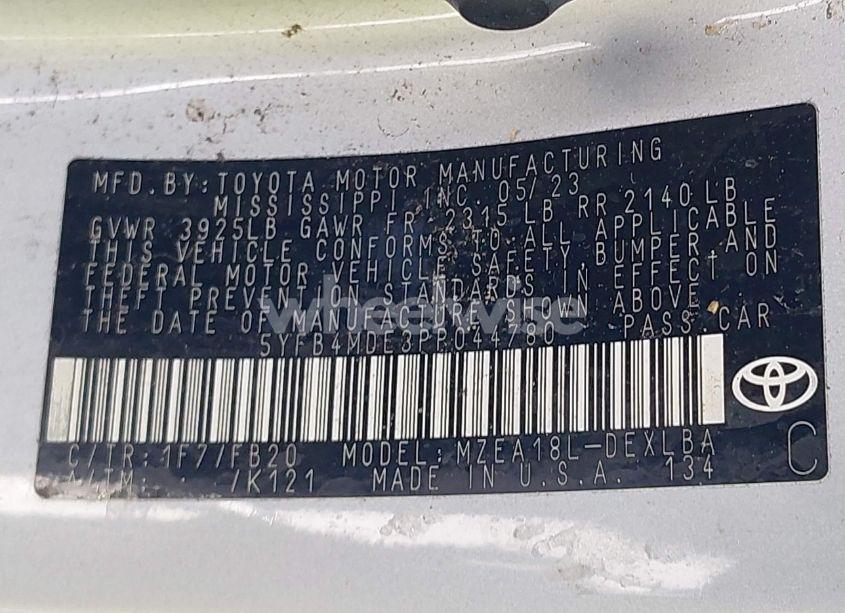 MFD. BY: TOYOTA MOTOR MANUFACTURING
MISSISSIPPI INC. 05/23
GVWR 3925LB GAWR FR 2315 LB RR 2140 LB
THIS VEHICLE CONFORMS TO ALL APPLICABLE
FEDERAL MOTOR VEHICLE SAFETY, BUMPER, AND
THEFT PREVENTION STANDARDS IN EFFECT ON
THE DATE OF MANUFACTURE SHOWN ABOVE.
5YFB4MDE3PP044780 PASS. CAR
C/TR: 1F7/FB20 MODEL: MZEA18L-DEXLBA
A/TM: /K121 MADE IN U.S.A. 134
C
wheelwise